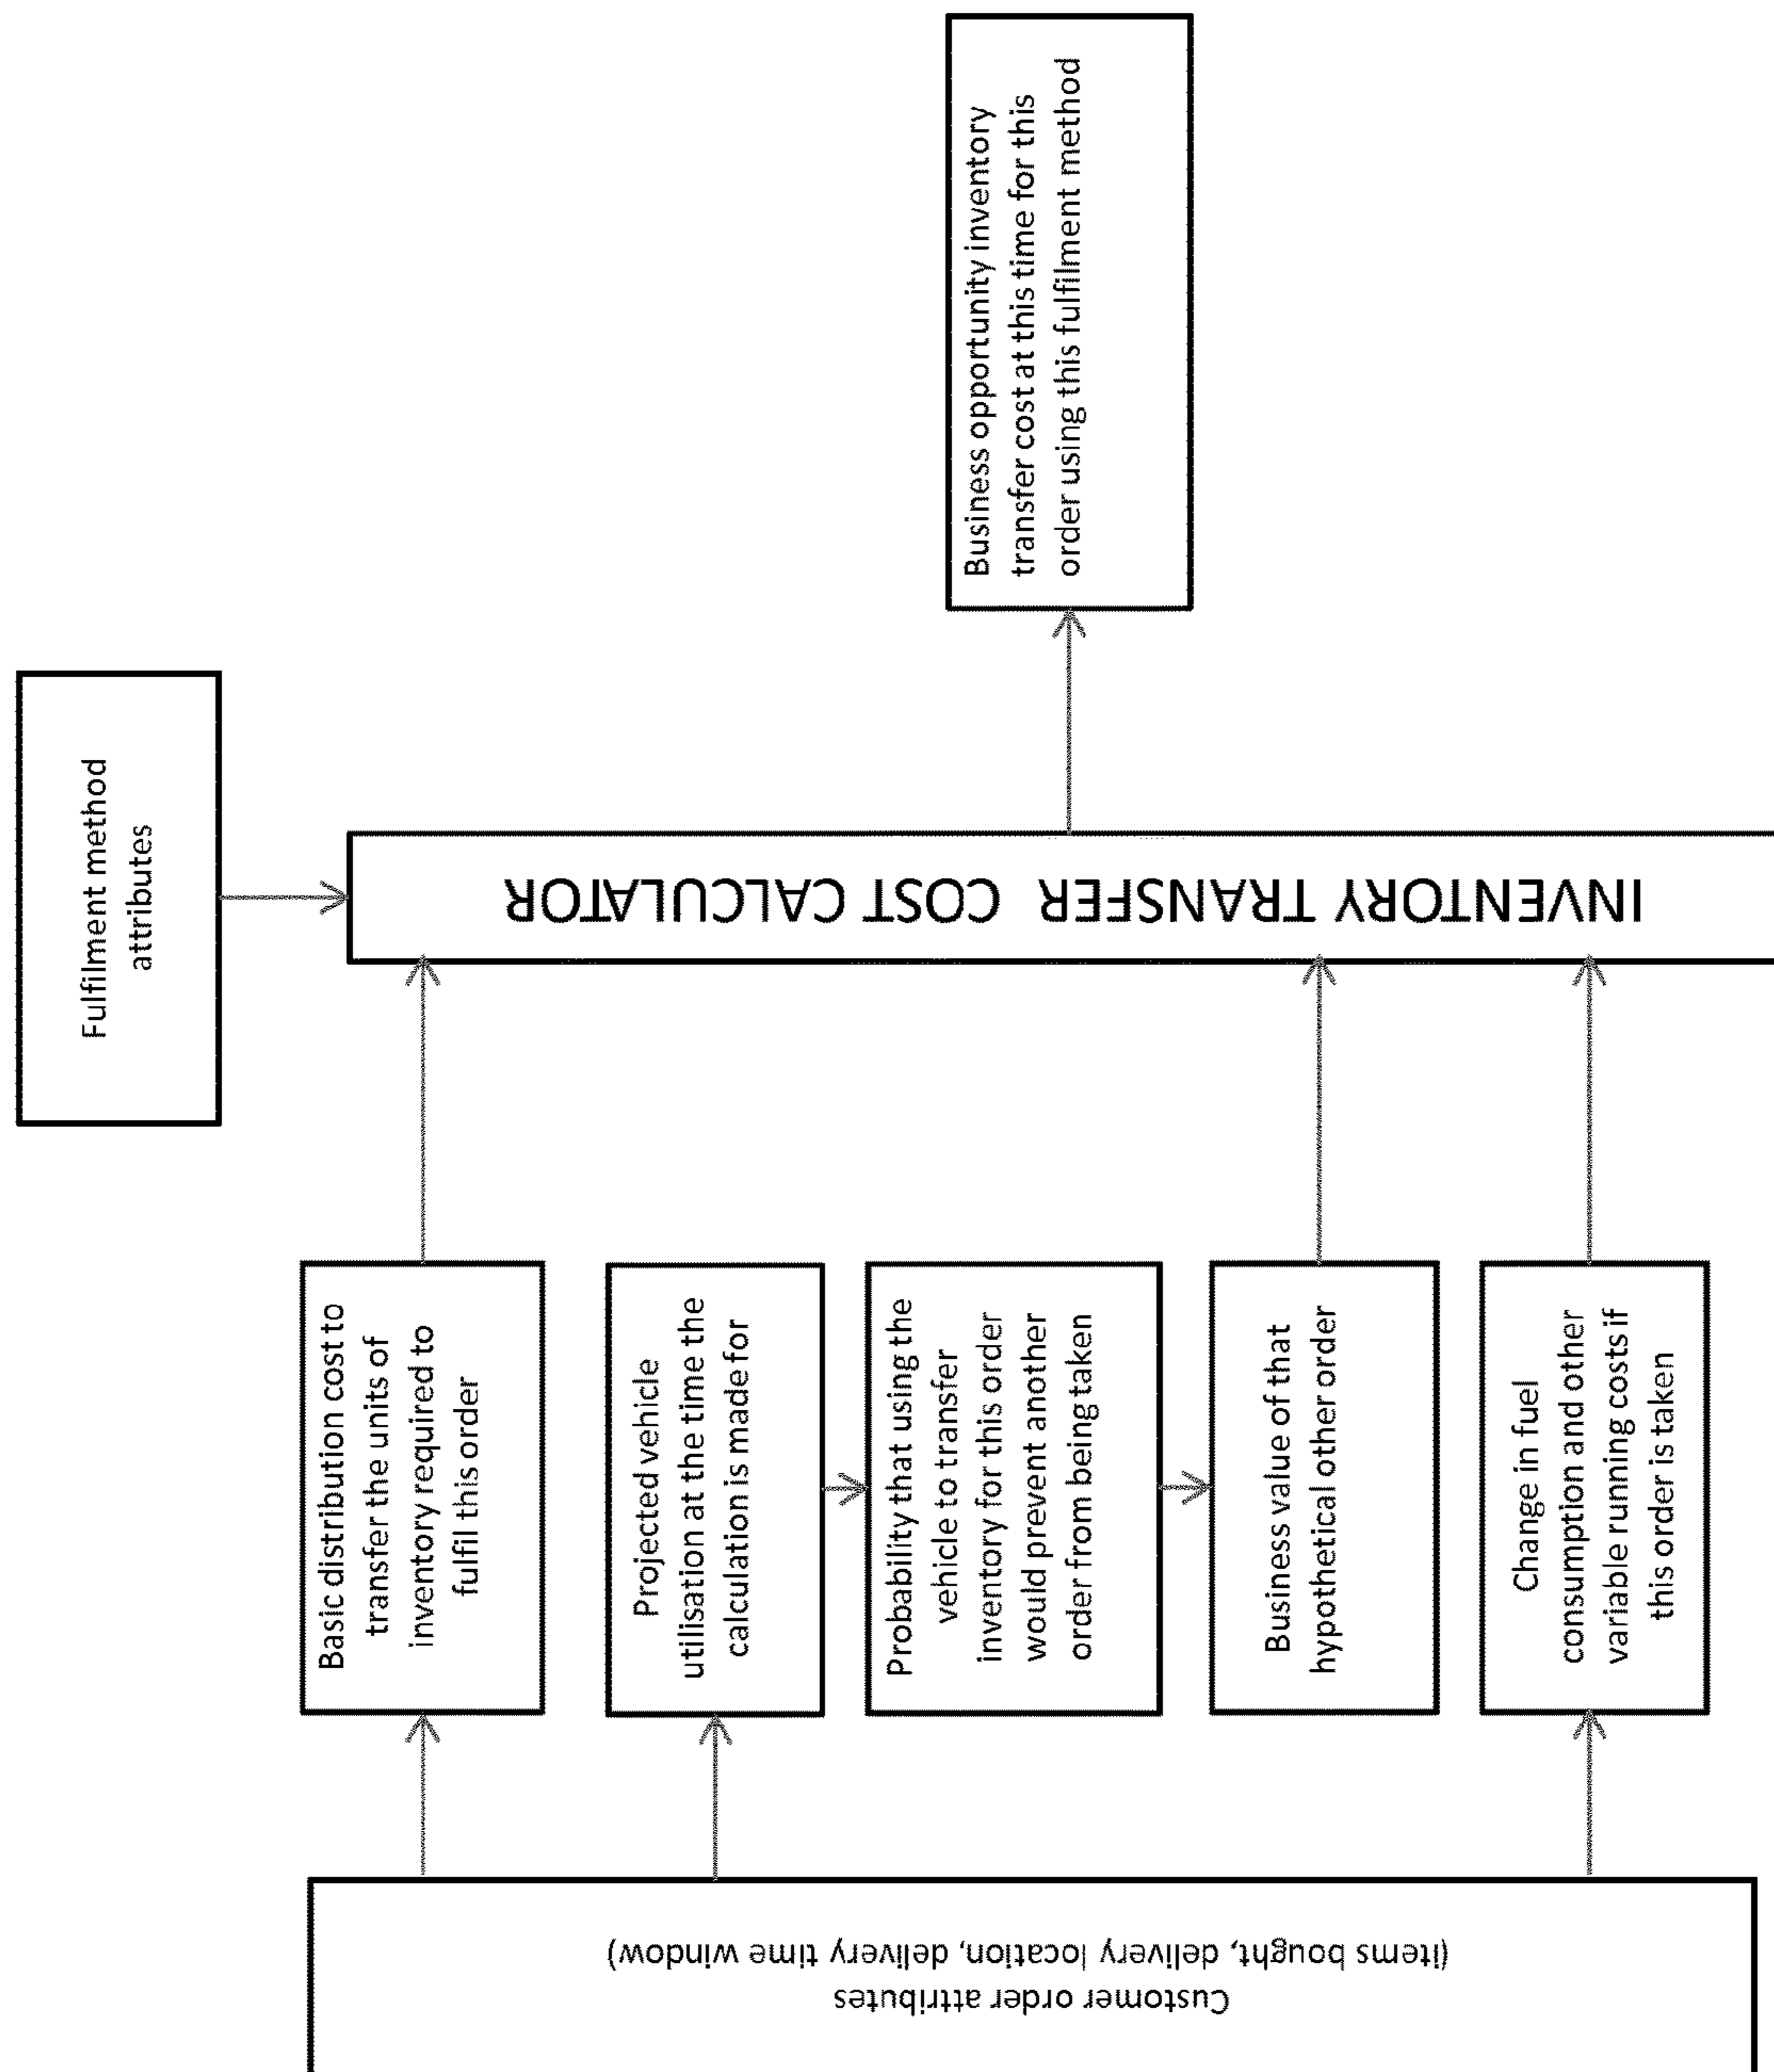 Customer order attributes
(items bought, delivery location, delivery time window)
Basic distribution cost to
transfer the units of
inventory required to
fulfil this order
Projected vehicle
utilisation at the time the
calculation is made for
Probability that using the
vehicle to transfer
inventory for this order
would prevent another
order from being taken
Business value of that
hypothetical other order
Change in fuel
consumption and other
variable running costs if
this order is taken
Fulfilment method
attributes
INVENTORY TRANSFER COST CALCULATOR
Business opportunity inventory
transfer cost at this time for this
order using this fulfilment method